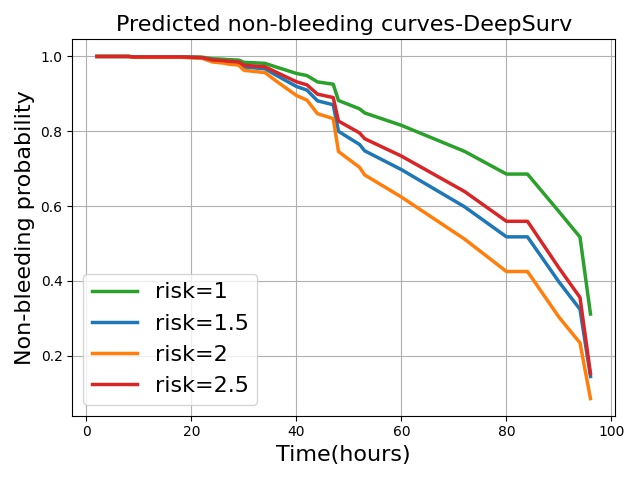 Predicted non-bleeding curves-DeepSurv
Non-bleeding probability
1.0
0.8
0.6
0.4
0.2
risk=1
risk=1.5
risk=2
risk=2.5
0 20 40 60 80 100
Time(hours)